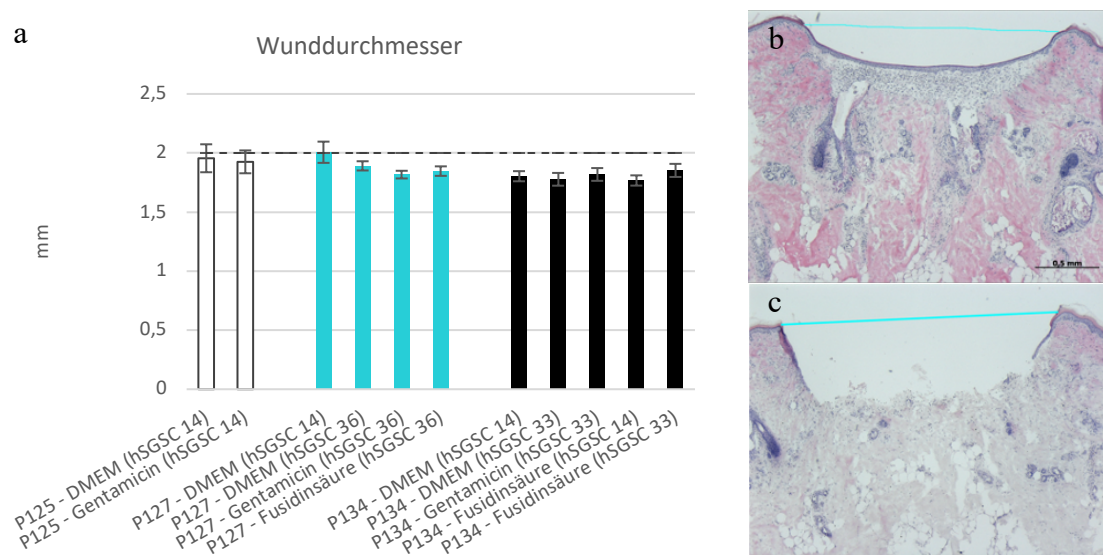 a
Wunddurchmesser
2,5
2
1,5
1
0,5
0
mm
P125 - DMEM (hSGSC 14)
P125 - Gentamicin (hSGSC 14)
P127 - DMEM (hSGSC 14)
P127 - DMEM (hSGSC 36)
P127 - Gentamicin (hSGSC 36)
P127 - Fusidinsäure (hSGSC 36)
P134 - DMEM (hSGSC 14)
P134 - DMEM (hSGSC 33)
P134 - Gentamicin (hSGSC 33)
P134 - Fusidinsäure (hSGSC 14)
P134 - Fusidinsäure (hSGSC 33)
b
0,5 mm
c